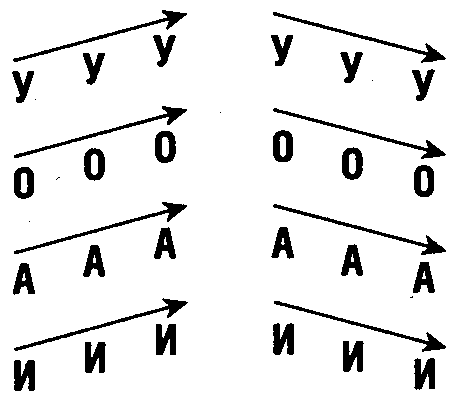 У У У У У У
О О О О О О
А А А А А А
И И И И И И